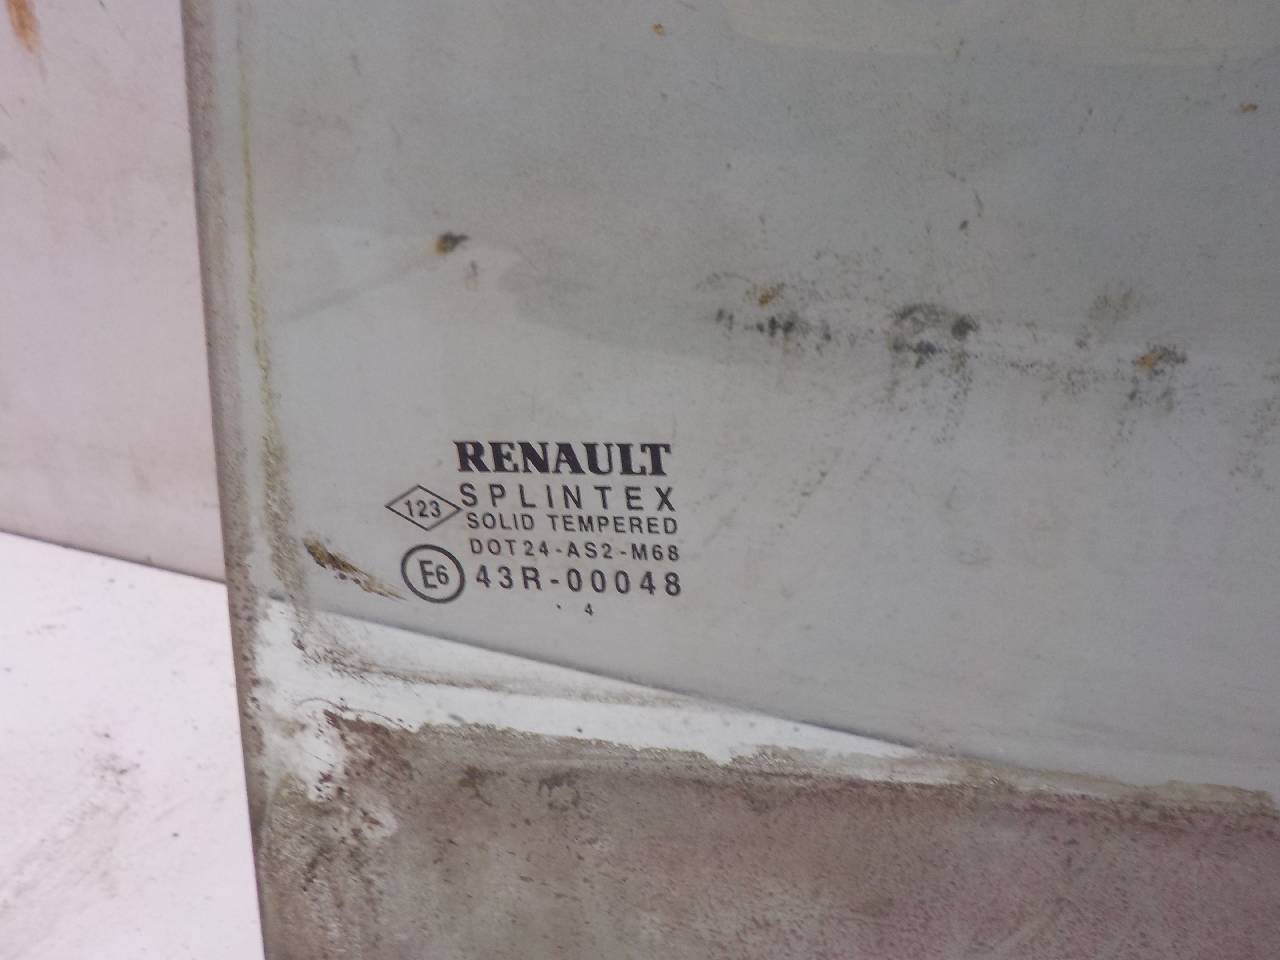 RENAULT
123 SPLINTEX
SOLID TEMPERED
DOT24-AS2-M68
E6 43R-00048
. 4